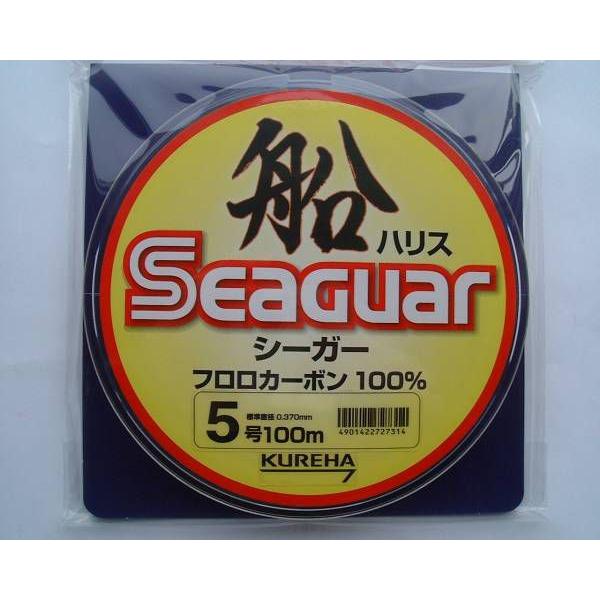 船
ハリス
Seaguar
シーガー
フロロカーボン 100%
5号100m
標準直径 0.370mm
4901422727314
KUREHA